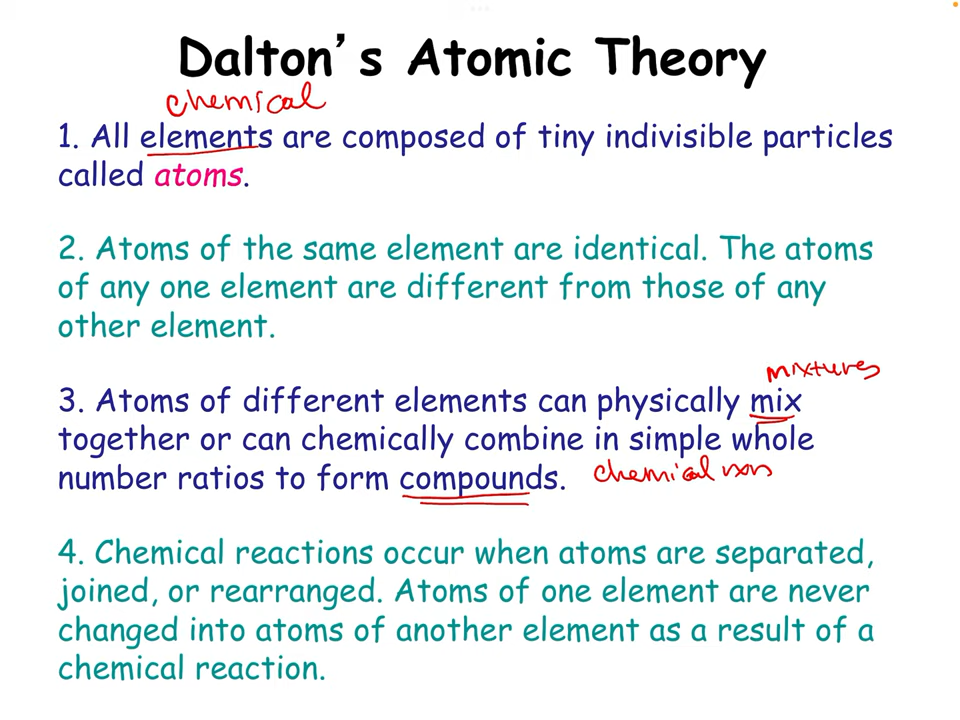 Dalton's Atomic Theory
chemical
1. All elements are composed of tiny indivisible particles
called atoms.
2. Atoms of the same element are identical. The atoms
of any one element are different from those of any
other element.
mixtures
3. Atoms of different elements can physically mix
together or can chemically combine in simple whole
number ratios to form compounds. chemical rxns
4. Chemical reactions occur when atoms are separated,
joined, or rearranged. Atoms of one element are never
changed into atoms of another element as a result of a
chemical reaction.